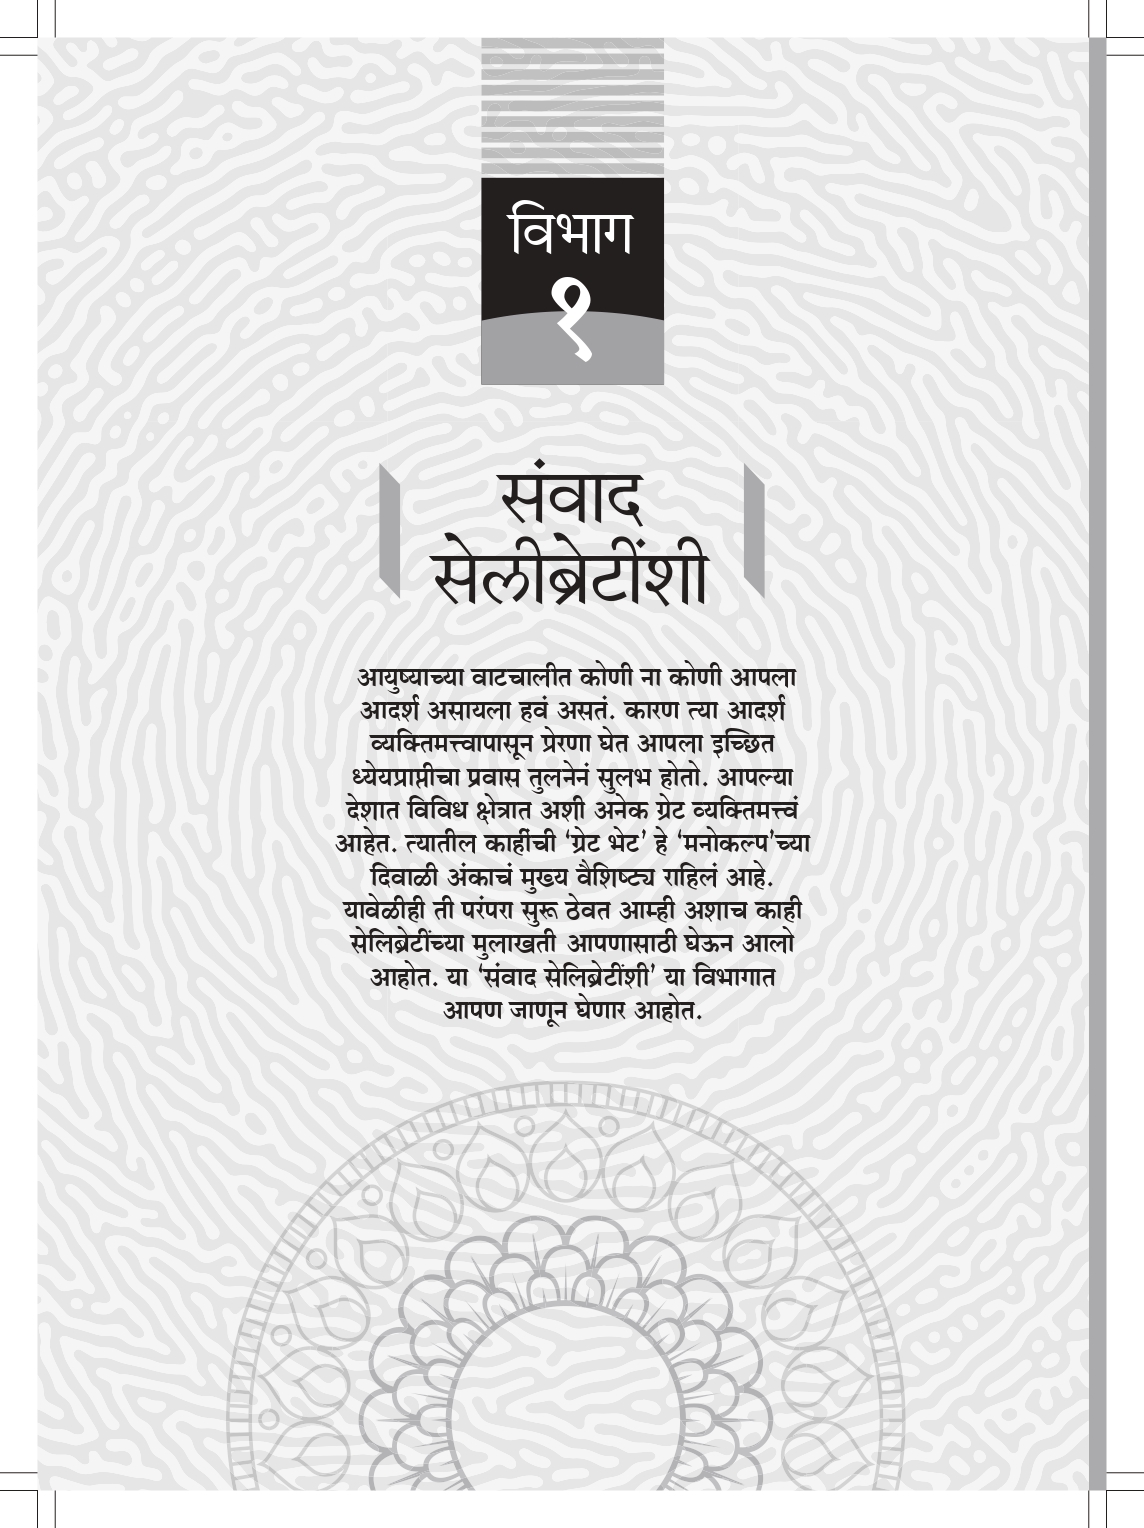 विभाग
१
संवाद
सेलीब्रेटींशी
आयुष्याच्या वाटचालीत कोणी ना कोणी आपला
आदर्श असायला हवं असतं. कारण त्या आदर्श
व्यक्तिमत्त्वापासून प्रेरणा घेत आपला इच्छित
ध्येयप्राप्तीचा प्रवास तुलनेनं सुलभ होतो. आपल्या
देशात विविध क्षेत्रात अशी अनेक ग्रेट व्यक्तिमत्त्वं
आहेत. त्यातील काहींची ‘ग्रेट भेट’ हे ‘मनोकल्प’च्या
दिवाळी अंकाचं मुख्य वैशिष्ट्य राहिलं आहे.
यावेळीही ती परंपरा सुरू ठेवत आम्ही अशाच काही
सेलिब्रेटींच्या मुलाखती आपणासाठी घेऊन आलो
आहोत. या ‘संवाद सेलिब्रेटींशी’ या विभागात
आपण जाणून घेणार आहोत.